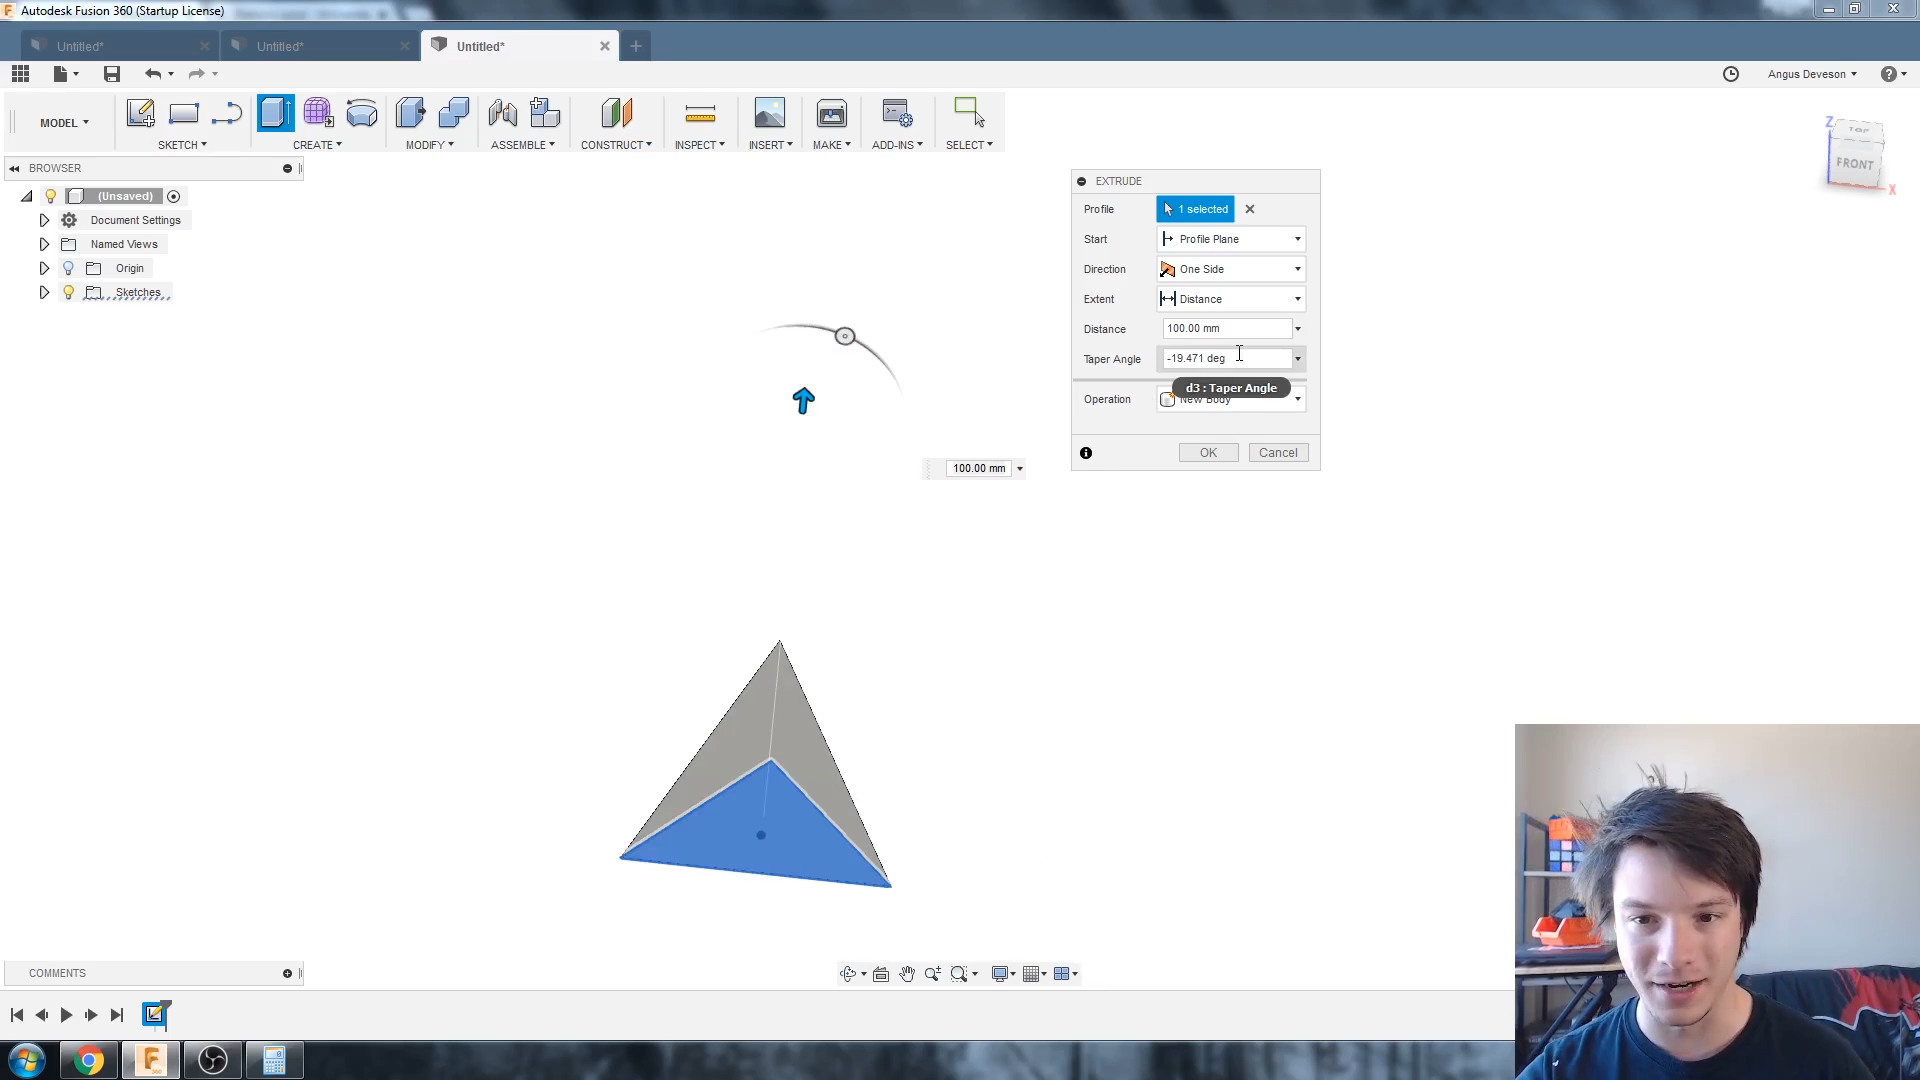 Autodesk Fusion 360 (Startup License)
Untitled*
Untitled*
Untitled*
Angus Deveson
MODEL
SKETCH
CREATE
MODIFY
ASSEMBLE
CONSTRUCT
INSPECT
INSERT
MAKE
ADD-INS
SELECT
BROWSER
(Unsaved)
Document Settings
Named Views
Origin
Sketches
Z
TOP
FRONT
X
EXTRUDE
Profile
1 selected
Start
Profile Plane
Direction
One Side
Extent
Distance
Distance
100.00 mm
Taper Angle
-19.471 deg
d3 : Taper Angle
Operation
New Body
OK
Cancel
100.00 mm
COMMENTS